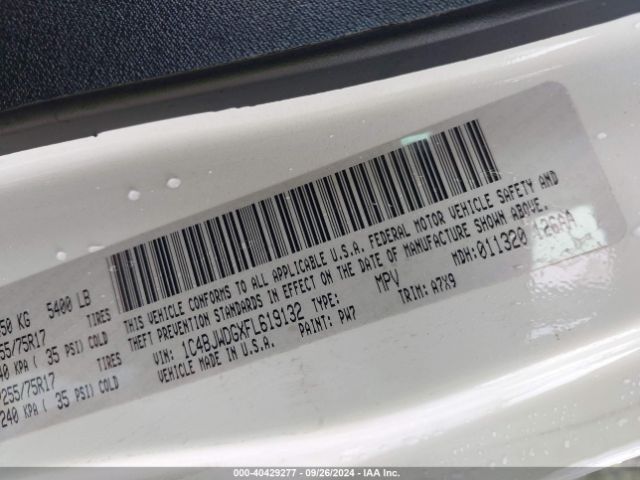 50 KG 5400 LB
255/75R17 TIRES
240 KPA ( 35 PSI) COLD
P255/75R17 TIRES
240 KPA ( 35 PSI) COLD
THIS VEHICLE CONFORMS TO ALL APPLICABLE U.S.A. FEDERAL MOTOR VEHICLE SAFETY AND
THEFT PREVENTION STANDARDS IN EFFECT ON THE DATE OF MANUFACTURE SHOWN ABOVE.
VIN: 1C4BJWDGXFL619132 TYPE: MPV MDH: 011320 126AA
VEHICLE MADE IN U.S.A. PAINT: PW7 TRIM: A7X9
000-40429277 - 09/26/2024 - IAA Inc.